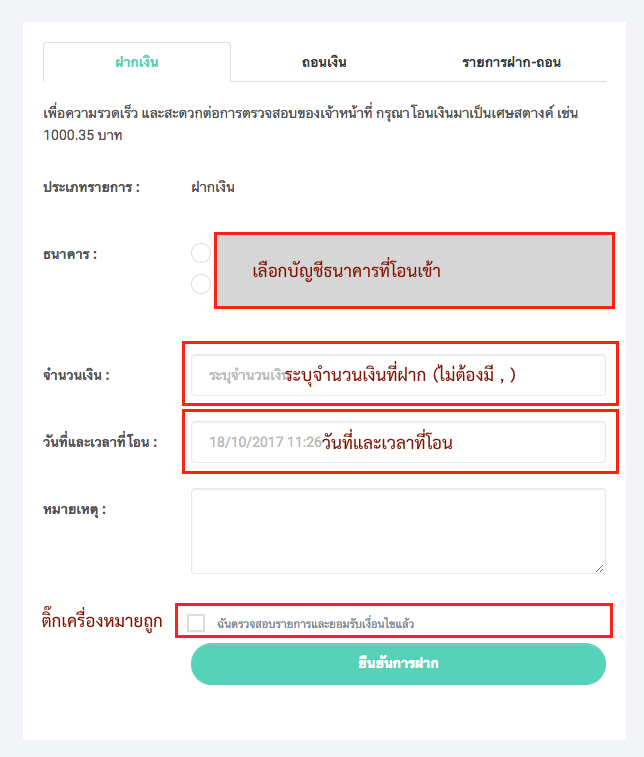 ฝากเงิน ถอนเงิน รายการฝาก-ถอน
เพื่อความรวดเร็ว และสะดวกต่อการตรวจสอบของเจ้าหน้าที่ กรุณาโอนเงินมาเป็นเศษสตางค์ เช่น
1000.35 บาท
ประเภทรายการ : ฝากเงิน
ธนาคาร : เลือกบัญชีธนาคารที่โอนเข้า
จำนวนเงิน : ระบุจำนวนเงิน ระบุจำนวนเงินที่ฝาก (ไม่ต้องมี , )
วันที่และเวลาที่โอน : 18/10/2017 11:26 วันที่และเวลาที่โอน
หมายเหตุ :
ติ๊กเครื่องหมายถูก ฉันตรวจสอบรายการและยอมรับเงื่อนไขแล้ว
ยืนยันการฝาก